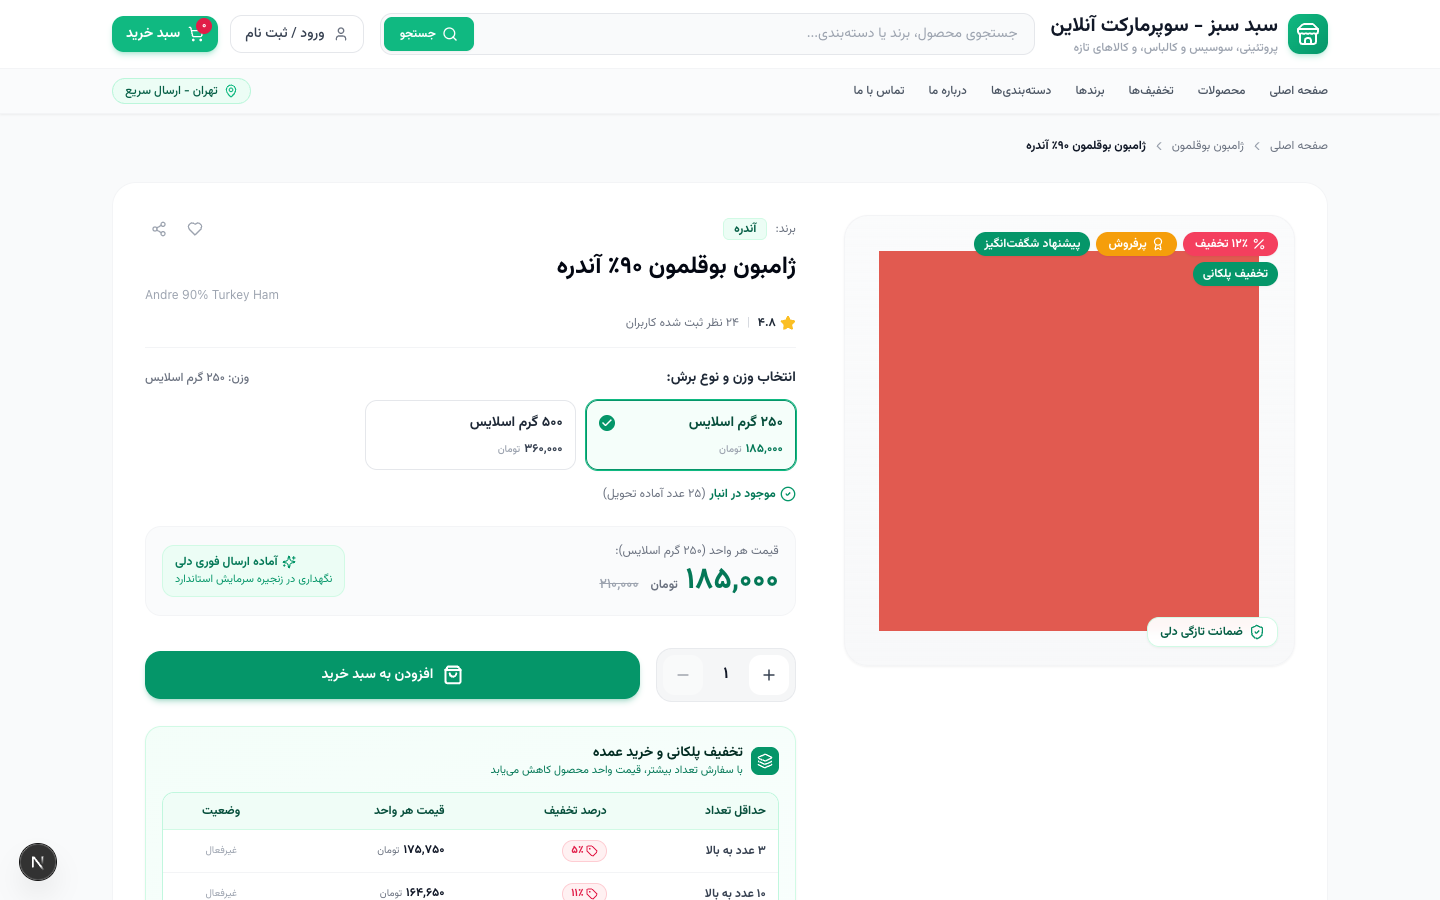 سبد سبز - سوپرمارکت آنلاین
پروتئینی، سوسیس و کالباس، و کالاهای تازه
جستجوی محصول، برند یا دسته‌بندی...
جستجو
ورود / ثبت نام
سبد خرید
۰
صفحه اصلی
محصولات
تخفیف‌ها
برندها
دسته‌بندی‌ها
درباره ما
تماس با ما
تهران - ارسال سریع
صفحه اصلی
ژامبون بوقلمون
ژامبون بوقلمون ۹۰٪ آندره
۱۲٪ تخفیف
پرفروش
پیشنهاد شگفت‌انگیز
تخفیف پلکانی
ضمانت تازگی دلی
برند:
آندره
ژامبون بوقلمون ۹۰٪ آندره
Andre 90% Turkey Ham
۴.۸
۲۴ نظر ثبت شده کاربران
انتخاب وزن و نوع برش:
وزن: ۲۵۰ گرم اسلایس
۲۵۰ گرم اسلایس
۱۸۵,۰۰۰ تومان
۵۰۰ گرم اسلایس
۳۶۰,۰۰۰ تومان
موجود در انبار (۲۵ عدد آماده تحویل)
قیمت هر واحد (۲۵۰ گرم اسلایس):
۱۸۵,۰۰۰ تومان ۲۱۰,۰۰۰
آماده ارسال فوری دلی
نگهداری در زنجیره سرمایش استاندارد
۱
افزودن به سبد خرید
تخفیف پلکانی و خرید عمده
با سفارش تعداد بیشتر، قیمت واحد محصول کاهش می‌یابد
حداقل تعداد
درصد تخفیف
قیمت هر واحد
وضعیت
۳ عدد به بالا
۵٪
۱۷۵,۷۵۰ تومان
غیرفعال
۱۰ عدد به بالا
۱۱٪
۱۶۴,۶۵۰ تومان
غیرفعال
N